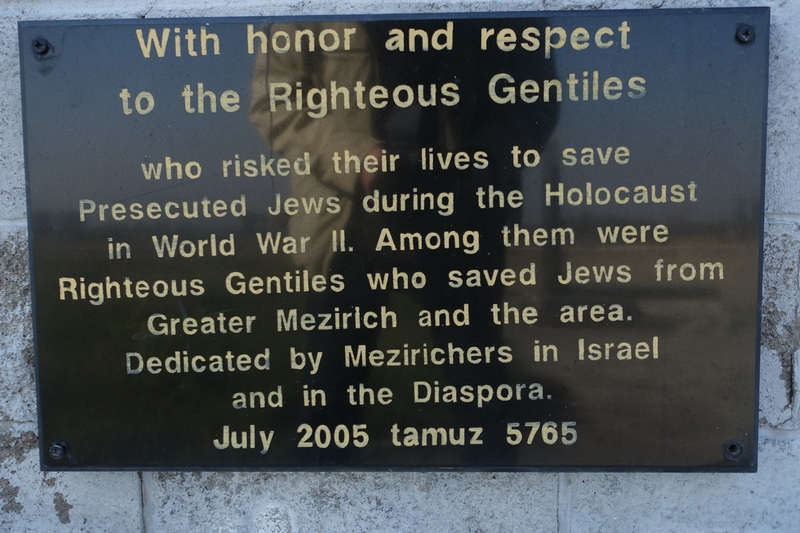 With honor and respect
to the Righteous Gentiles
who risked their lives to save
Presecuted Jews during the Holocaust
in World War II. Among them were
Righteous Gentiles who saved Jews from
Greater Mezirich and the area.
Dedicated by Mezirichers in Israel
and in the Diaspora.
July 2005 tamuz 5765